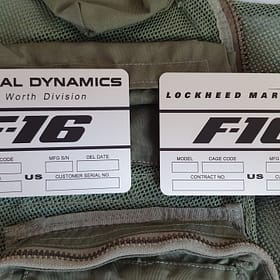 AL DYNAMICS
Worth Division
F-16
CODE MFG S/N DEL DATE
US CUSTOMER SERIAL NO.
LOCKHEED MAR
F-16
MODEL CAGE CODE MFG
CONTRACT NO. US